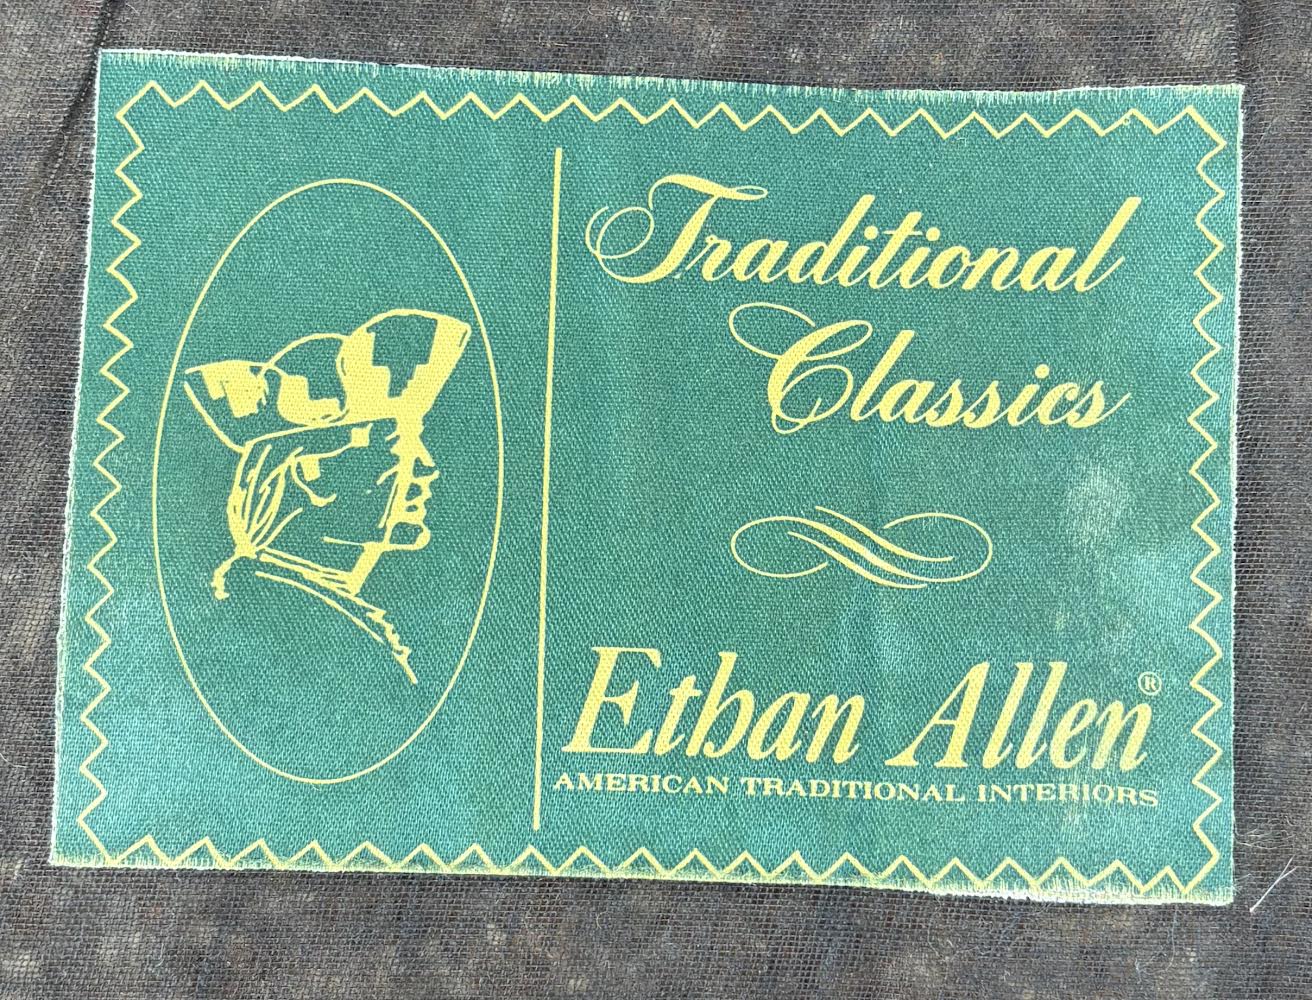 Traditional
Classics
Ethan Allen®
AMERICAN TRADITIONAL INTERIORS